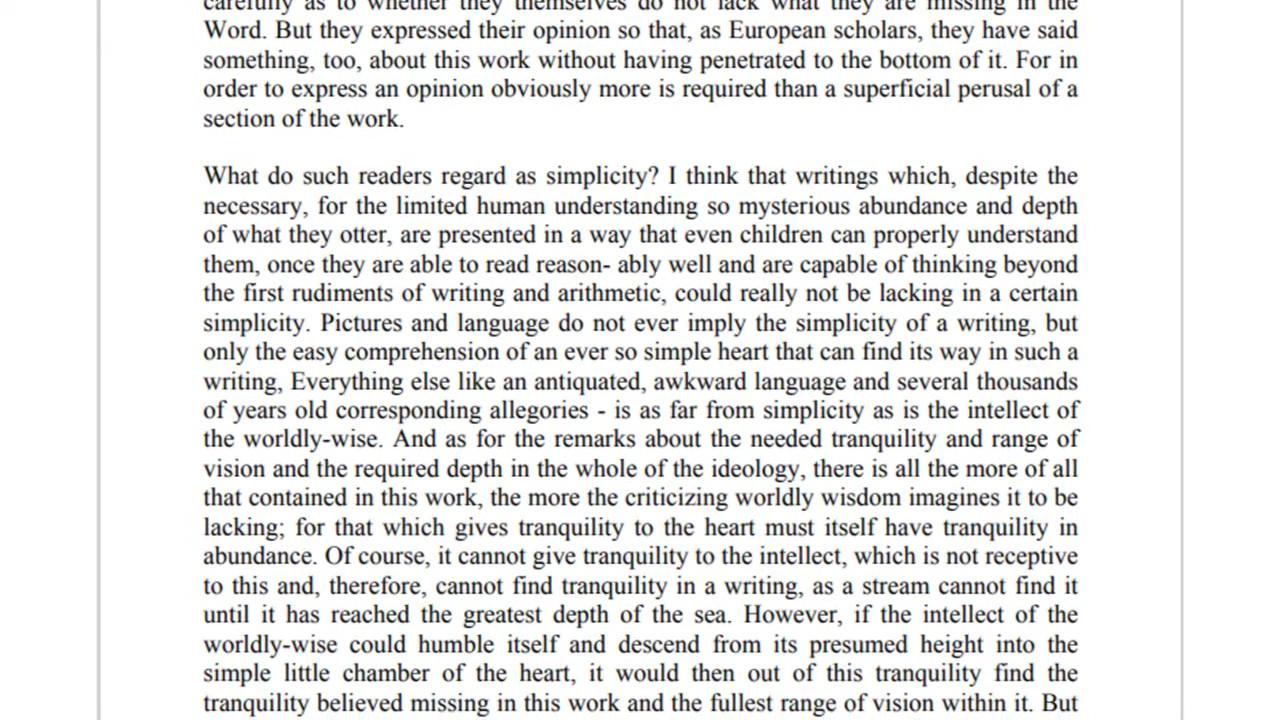 carefully as to whether they themselves do not lack what they are missing in the
Word. But they expressed their opinion so that, as European scholars, they have said
something, too, about this work without having penetrated to the bottom of it. For in
order to express an opinion obviously more is required than a superficial perusal of a
section of the work.
What do such readers regard as simplicity? I think that writings which, despite the
necessary, for the limited human understanding so mysterious abundance and depth
of what they otter, are presented in a way that even children can properly understand
them, once they are able to read reason- ably well and are capable of thinking beyond
the first rudiments of writing and arithmetic, could really not be lacking in a certain
simplicity. Pictures and language do not ever imply the simplicity of a writing, but
only the easy comprehension of an ever so simple heart that can find its way in such a
writing, Everything else like an antiquated, awkward language and several thousands
of years old corresponding allegories - is as far from simplicity as is the intellect of
the worldly-wise. And as for the remarks about the needed tranquility and range of
vision and the required depth in the whole of the ideology, there is all the more of all
that contained in this work, the more the criticizing worldly wisdom imagines it to be
lacking; for that which gives tranquility to the heart must itself have tranquility in
abundance. Of course, it cannot give tranquility to the intellect, which is not receptive
to this and, therefore, cannot find tranquility in a writing, as a stream cannot find it
until it has reached the greatest depth of the sea. However, if the intellect of the
worldly-wise could humble itself and descend from its presumed height into the
simple little chamber of the heart, it would then out of this tranquility find the
tranquility believed missing in this work and the fullest range of vision within it. But